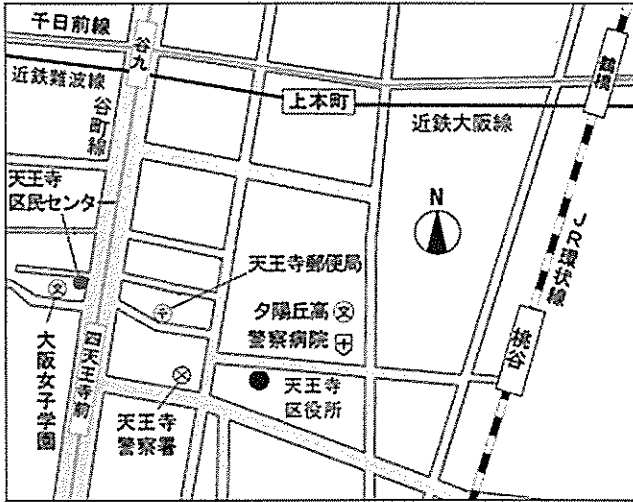 千日前線
谷九
近鉄難波線
上本町
鶴橋
近鉄大阪線
谷町線
天王寺
区民センタ
N
JR環状線
天王寺郵便局
夕陽丘高 文
警察病院
桃谷
文
大阪女子学園
四天王寺前
天王寺
警察署
天王寺
区役所